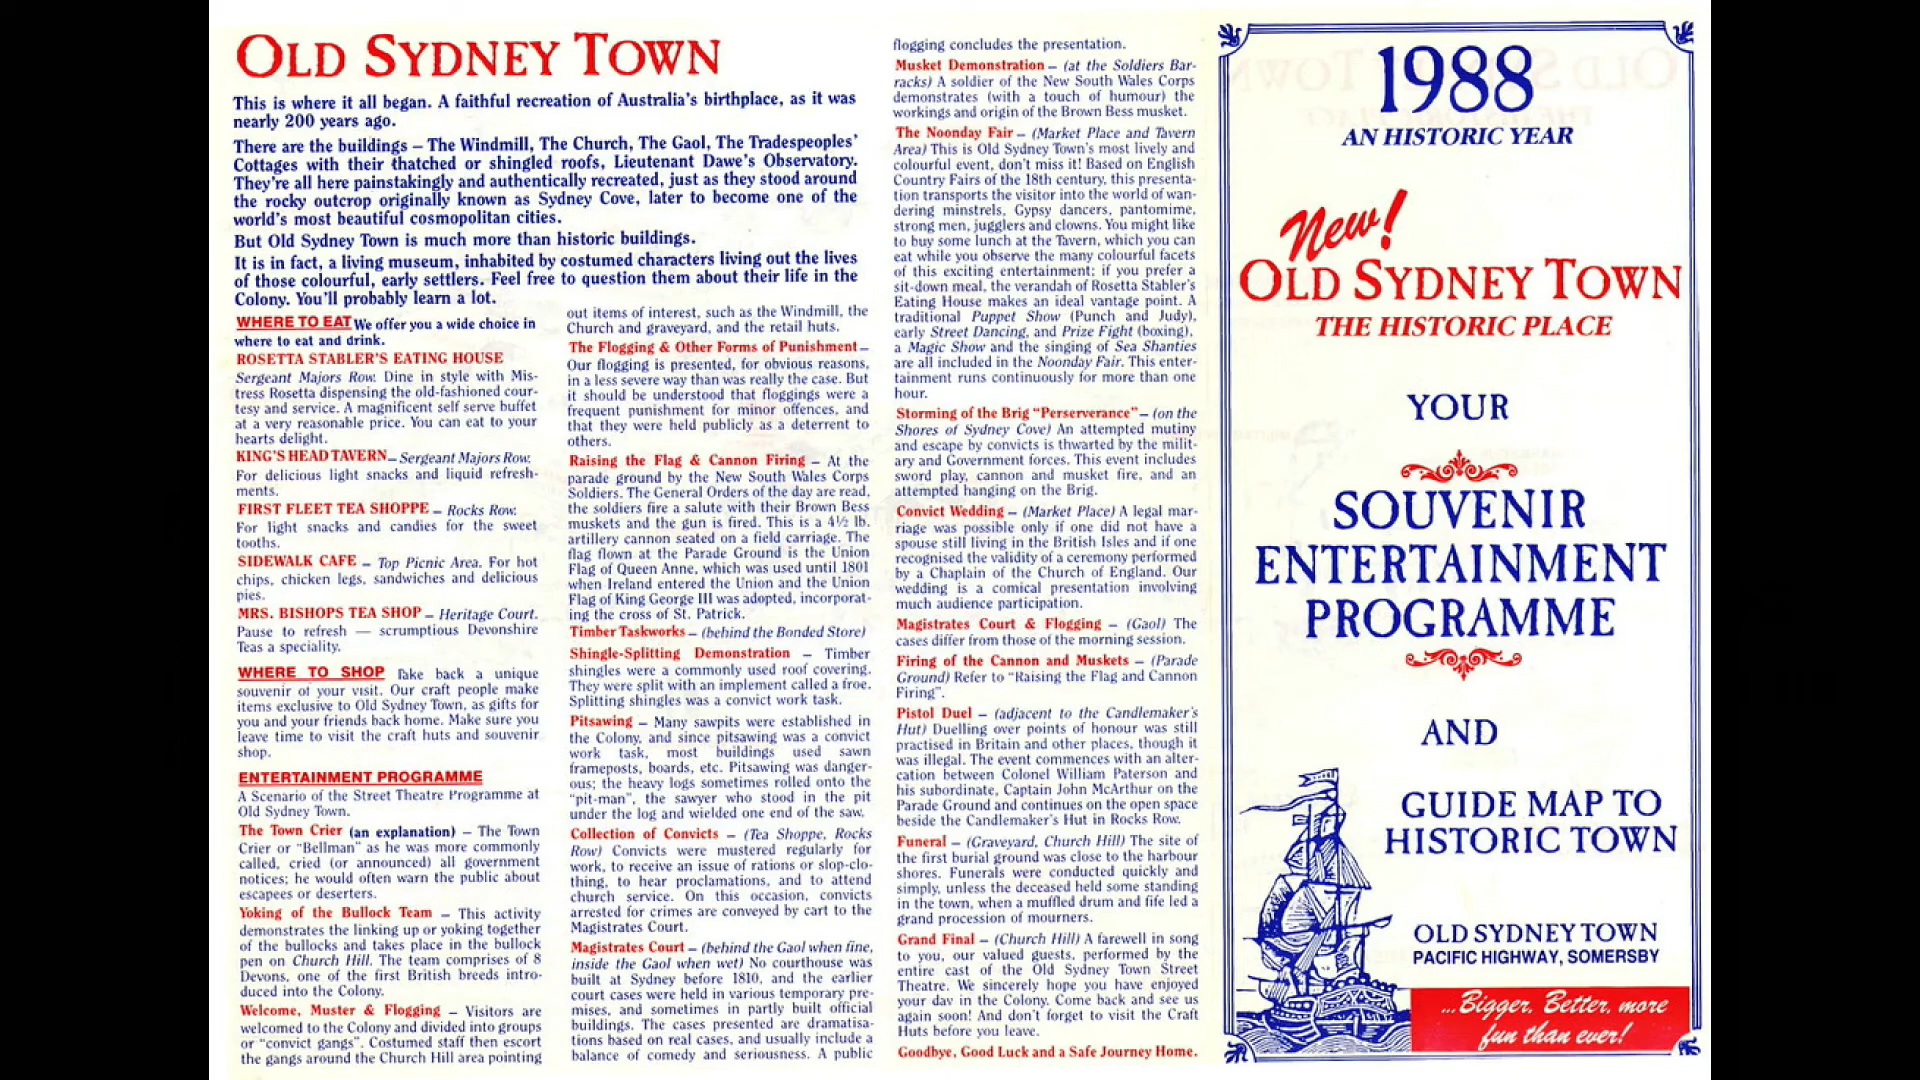 OLD SYDNEY TOWN
This is where it all began. A faithful recreation of Australia's birthplace, as it was
nearly 200 years ago.
There are the buildings – The Windmill, The Church, The Gaol, The Tradespeoples'
Cottages with their thatched or shingled roofs, Lieutenant Dawe's Observatory.
They're all here painstakingly and authentically recreated, just as they stood around
the rocky outcrop originally known as Sydney Cove, later to become one of the
world's most beautiful cosmopolitan cities.
But Old Sydney Town is much more than historic buildings.
It is in fact, a living museum, inhabited by costumed characters living out the lives
of those colourful, early settlers. Feel free to question them about their life in the
Colony. You'll probably learn a lot.
WHERE TO EAT We offer you a wide choice in
where to eat and drink.
ROSETTA STABLER'S EATING HOUSE
Sergeant Majors Row. Dine in style with Mis-
tress Rosetta dispensing the old-fashioned cour-
tesy and service. A magnificent self serve buffet
at a very reasonable price. You can eat to your
hearts delight.
KING'S HEAD TAVERN – Sergeant Majors Row.
For delicious light snacks and liquid refresh-
ments.
FIRST FLEET TEA SHOPPE – Rocks Row.
For light snacks and candies for the sweet
tooths.
SIDEWALK CAFE – Top Picnic Area. For hot
chips, chicken legs, sandwiches and delicious
pies.
MRS. BISHOPS TEA SHOP – Heritage Court.
Pause to refresh — scrumptious Devonshire
Teas a speciality.
WHERE TO SHOP Take back a unique
souvenir of your visit. Our craft people make
items exclusive to Old Sydney Town, as gifts for
you and your friends back home. Make sure you
leave time to visit the craft huts and souvenir
shop.
ENTERTAINMENT PROGRAMME
A Scenario of the Street Theatre Programme at
Old Sydney Town.
The Town Crier (an explanation) – The Town
Crier or "Bellman" as he was more commonly
called, cried (or announced) all government
notices; he would often warn the public about
escapes or deserters.
Yoking of the Bullock Team – This activity
demonstrates the linking up or yoking together
of the bullocks and takes place in the bullock
pen on Church Hill. The team comprises of 8
Devons, one of the first British breeds intro-
duced into the Colony.
Welcome, Muster & Flogging – Visitors are
welcomed to the Colony and divided into groups
or "convict gangs". Costumed staff then escort
the gangs around the Church Hill area pointing
out items of interest, such as the Windmill, the
Church and graveyard, and the retail huts.
The Flogging & Other Forms of Punishment –
Our flogging is presented, for obvious reasons,
in a less severe way than was really the case. But
it should be understood that floggings were a
frequent punishment for minor offences, and
that they were held publicly as a deterrent to
others.
Raising the Flag & Cannon Firing – At the
parade ground by the New South Wales Corps
Soldiers. The General Orders of the day are read,
the soldiers fire a salute with their Brown Bess
muskets and the gun is fired. This is a 4½ lb.
artillery cannon seated on a field carriage. The
flag flown at the Parade Ground is the Union
Flag of Queen Anne, which was used until 1801
when Ireland entered the Union and the Union
Flag of King George III was adopted, incorporat-
ing the cross of St. Patrick.
Timber Taskworks – (behind the Bonded Store)
Shingle-Splitting Demonstration – Timber
shingles were a commonly used roof covering.
They were split with an implement called a froe.
Splitting shingles was a convict work task.
Pitsawing – Many sawpits were established in
the Colony, and since pitsawing was a convict
work task, most buildings used sawn
frameposts, boards, etc. Pitsawing was danger-
ous; the heavy logs sometimes rolled onto the
"pit-man", the sawyer who stood in the pit
under the log and wielded one end of the saw.
Collection of Convicts – (Tea Shoppe, Rocks
Row) Convicts were mustered regularly for
work, to receive an issue of rations or slop-clo-
thing, to hear proclamations, and to attend
church service. On this occasion, convicts
arrested for crimes are conveyed by cart to the
Magistrates Court.
Magistrates Court – (behind the Gaol when fine,
inside the Gaol when wet) No courthouse was
built at Sydney before 1810, and the earlier
court cases were held in various temporary pre-
mises, and sometimes in partly built official
buildings. The cases presented are dramatisa-
tions based on real cases, and usually include a
balance of comedy and seriousness. A public
flogging concludes the presentation.
Musket Demonstration – (at the Soldiers Bar-
racks) A soldier of the New South Wales Corps
demonstrates (with a touch of humour) the
workings and origin of the Brown Bess musket.
The Noonday Fair – (Market Place and Tavern
Area) This is Old Sydney Town's most lively and
colourful event, don't miss it! Based on English
Country Fairs of the 18th century, this presenta-
tion transports the visitor into the world of wan-
dering minstrels, Gypsy dancers, pantomime,
strong men, jugglers and clowns. You might like
to buy some lunch at the Tavern, which you can
eat while you observe the many colourful facets
of this exciting entertainment; if you prefer a
sit-down meal, the verandah of Rosetta Stabler's
Eating House makes an ideal vantage point. A
traditional Puppet Show (Punch and Judy),
early Street Dancing, and Prize Fight (boxing),
a Magic Show and the singing of Sea Shanties
are all included in the Noonday Fair. This enter-
tainment runs continuously for more than one
hour.
Storming of the Brig "Perserverance" – (on the
Shores of Sydney Cove) An attempted mutiny
and escape by convicts is thwarted by the milit-
ary and Government forces. This event includes
sword play, cannon and musket fire, and an
attempted hanging on the Brig.
Convict Wedding – (Market Place) A legal mar-
riage was possible only if one did not have a
spouse still living in the British Isles and if one
recognised the validity of a ceremony performed
by a Chaplain of the Church of England. Our
wedding is a comical presentation involving
much audience participation.
Magistrates Court & Flogging – (Gaol) The
cases differ from those of the morning session.
Firing of the Cannon and Muskets – (Parade
Ground) Refer to "Raising the Flag and Cannon
Firing".
Pistol Duel – (adjacent to the Candlemaker's
Hut) Duelling over points of honour was still
practised in Britain and other places, though it
was illegal. The event commences with an alter-
cation between Colonel William Paterson and
his subordinate, Captain John McArthur on the
Parade Ground and continues on the open space
beside the Candlemaker's Hut in Rocks Row.
Funeral – (Graveyard, Church Hill) The site of
the first burial ground was close to the harbour
shores. Funerals were conducted quickly and
simply, unless the deceased held some standing
in the town, when a muffled drum and fife led a
grand procession of mourners.
Grand Final – (Church Hill) A farewell in song
to you, our valued guests, performed by the
entire cast of the Old Sydney Town Street
Theatre. We sincerely hope you have enjoyed
your day in the Colony. Come back and see us
again soon! And don't forget to visit the Craft
Huts before you leave.
Goodbye, Good Luck and a Safe Journey Home.
1988
AN HISTORIC YEAR
New!
OLD SYDNEY TOWN
THE HISTORIC PLACE
YOUR
SOUVENIR
ENTERTAINMENT
PROGRAMME
AND
GUIDE MAP TO
HISTORIC TOWN
OLD SYDNEY TOWN
PACIFIC HIGHWAY, SOMERSBY
...Bigger, Better, more
fun than ever!